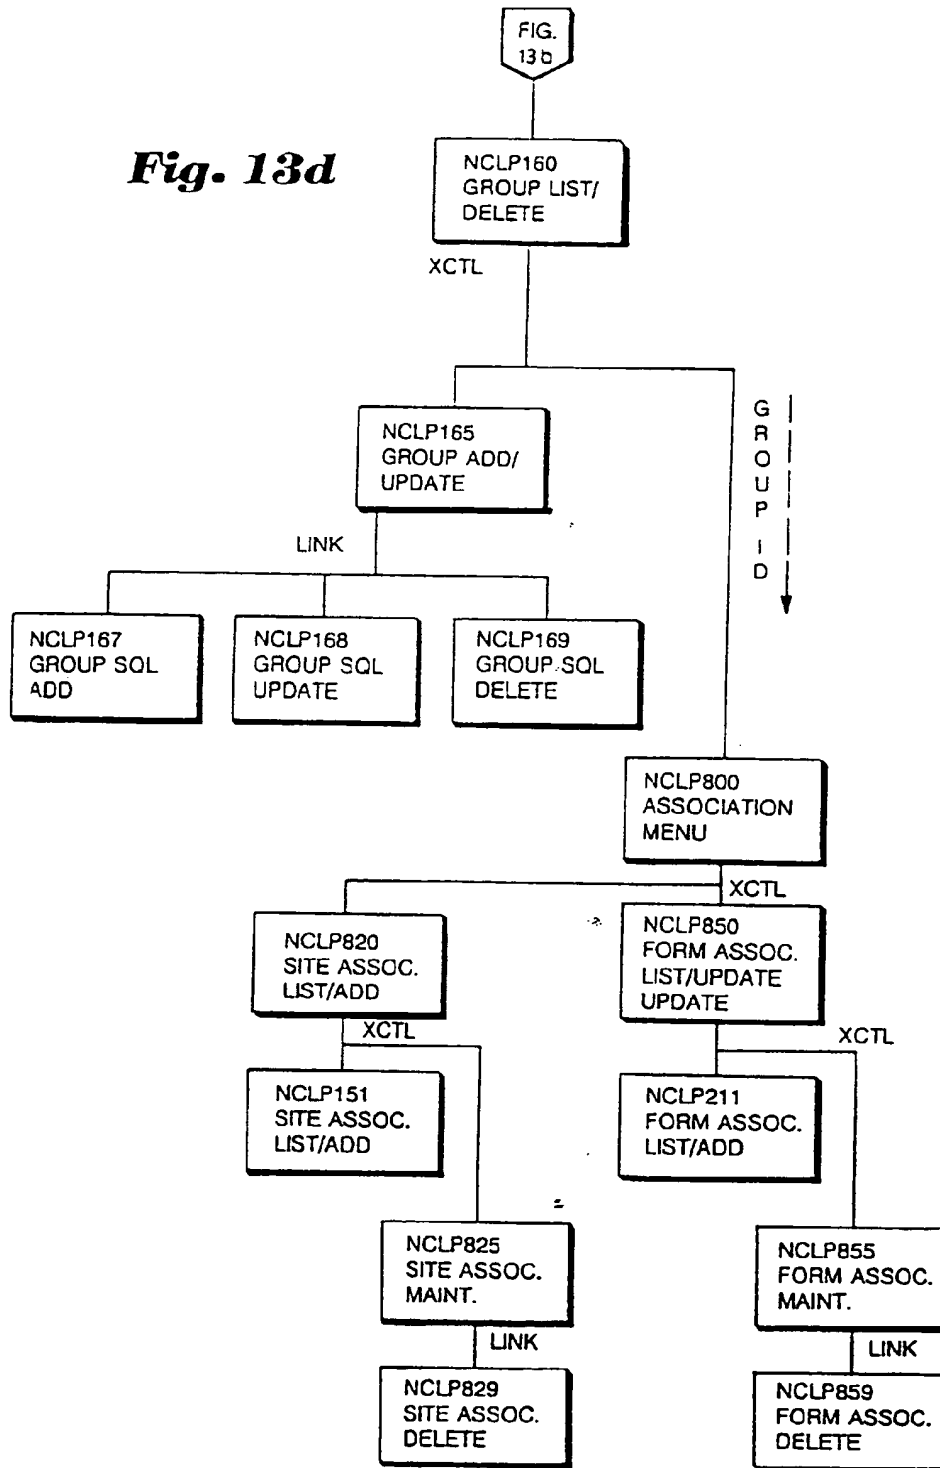 FIG.
13b
Fig. 13d
NCLP160
GROUP LIST/
DELETE
XCTL
NCLP165
GROUP ADD/
UPDATE
GROUP ID
LINK
NCLP167
GROUP SQL
ADD
NCLP168
GROUP SQL
UPDATE
NCLP169
GROUP SQL
DELETE
NCLP800
ASSOCIATION
MENU
XCTL
NCLP820
SITE ASSOC.
LIST/ADD
NCLP850
FORM ASSOC.
LIST/UPDATE
UPDATE
XCTL
XCTL
NCLP151
SITE ASSOC.
LIST/ADD
NCLP211
FORM ASSOC.
LIST/ADD
NCLP825
SITE ASSOC.
MAINT.
NCLP855
FORM ASSOC.
MAINT.
LINK
LINK
NCLP829
SITE ASSOC.
DELETE
NCLP859
FORM ASSOC.
DELETE